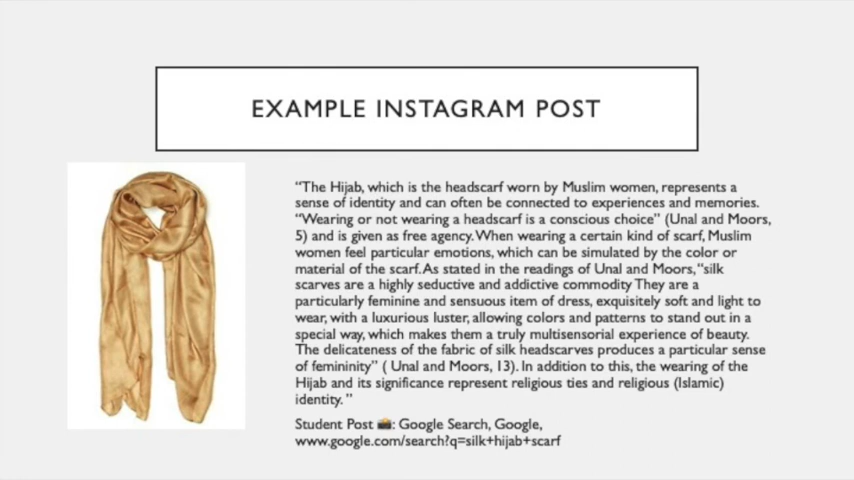 EXAMPLE INSTAGRAM POST
“The Hijab, which is the headscarf worn by Muslim women, represents a
sense of identity and can often be connected to experiences and memories.
“Wearing or not wearing a headscarf is a conscious choice” (Unal and Moors,
5) and is given as free agency. When wearing a certain kind of scarf, Muslim
women feel particular emotions, which can be simulated by the color or
material of the scarf. As stated in the readings of Unal and Moors, “silk
scarves are a highly seductive and addictive commodity They are a
particularly feminine and sensuous item of dress, exquisitely soft and light to
wear, with a luxurious luster, allowing colors and patterns to stand out in a
special way, which makes them a truly multisensorial experience of beauty.
The delicateness of the fabric of silk headscarves produces a particular sense
of femininity” ( Unal and Moors, 13). In addition to this, the wearing of the
Hijab and its significance represent religious ties and religious (Islamic)
identity. ”
Student Post 📸: Google Search, Google,
www.google.com/search?q=silk+hijab+scarf